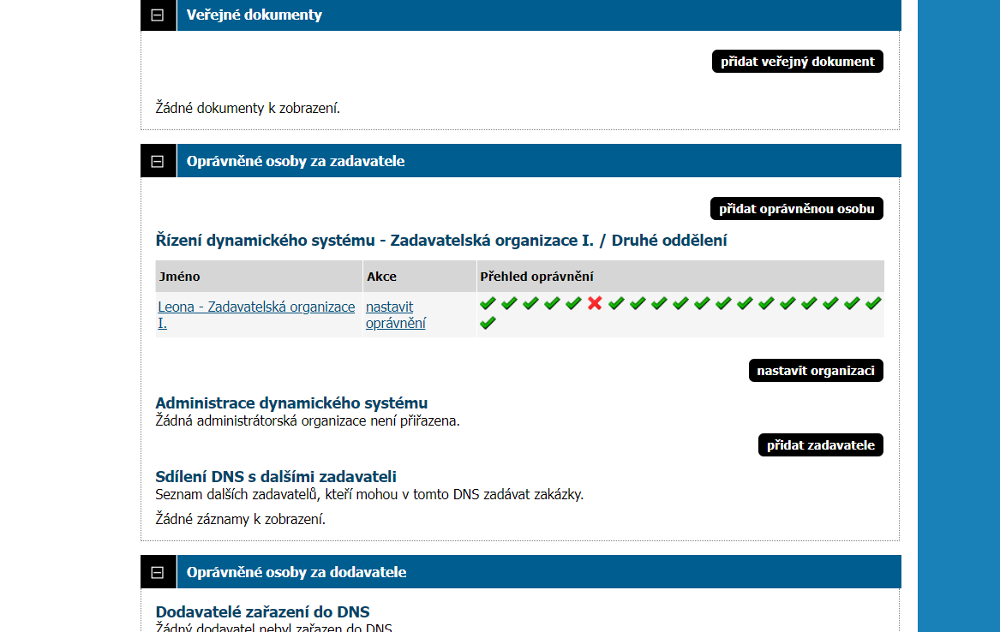 Veřejné dokumenty
přidat veřejný dokument
Žádné dokumenty k zobrazení.
Oprávněné osoby za zadavatele
přidat oprávněnou osobu
Řízení dynamického systému - Zadavatelská organizace I. / Druhé oddělení
Jméno Akce Přehled oprávnění
Leona - Zadavatelská organizace nastavit
I. oprávnění
nastavit organizaci
Administrace dynamického systému
Žádná administrátorská organizace není přiřazena.
přidat zadavatele
Sdílení DNS s dalšími zadavateli
Seznam dalších zadavatelů, kteří mohou v tomto DNS zadávat zakázky.
Žádné záznamy k zobrazení.
Oprávněné osoby za dodavatele
Dodavatelé zařazení do DNS
Žádný dodavatel nebyl zařazen do DNS